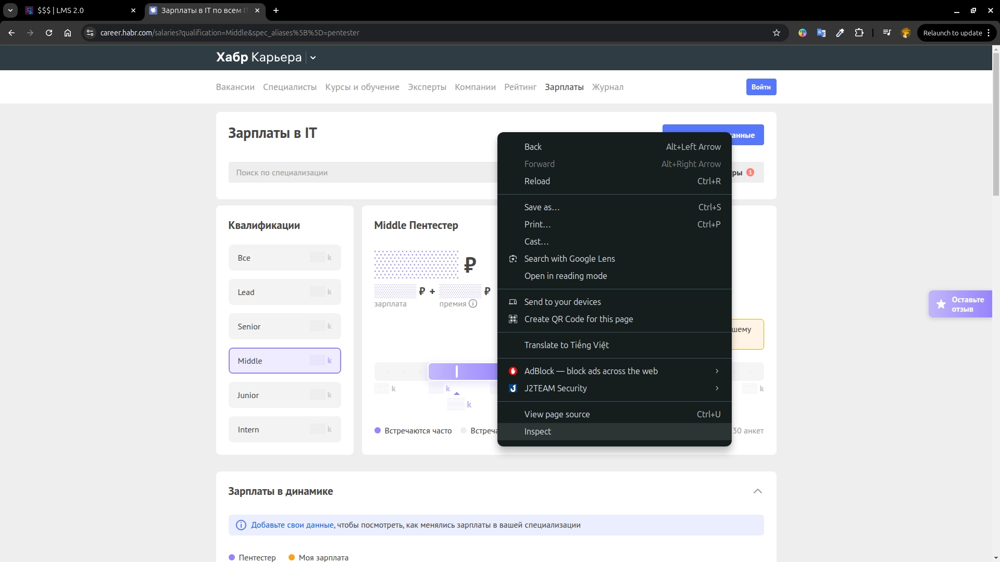 $$$ | LMS 2.0
Зарплаты в IT по всем
career.habr.com/salaries?qualification=Middle&spec_aliases%5B%5D=pentester
Relaunch to update
Хабр Карьера
Вакансии Специалисты Курсы и обучение Эксперты Компании Рейтинг Зарплаты Журнал
Войти
Зарплаты в IT
анные
Поиск по специализации
ры 1
Back Alt+Left Arrow
Forward Alt+Right Arrow
Reload Ctrl+R
Save as… Ctrl+S
Print… Ctrl+P
Cast…
Search with Google Lens
Open in reading mode
Send to your devices
Create QR Code for this page
Translate to Tiếng Việt
AdBlock — block ads across the web
J2TEAM Security
View page source Ctrl+U
Inspect
Квалификации
Все k
Lead k
Senior k
Middle k
Junior k
Intern k
Middle Пентестер
₽
₽ + ₽
зарплата премия
шему
k k k
k
Встречаются часто Встреча
30 анкет
Оставьте
отзыв
Зарплаты в динамике
Добавьте свои данные, чтобы посмотреть, как менялись зарплаты в вашей специализации
Пентестер Моя зарплата